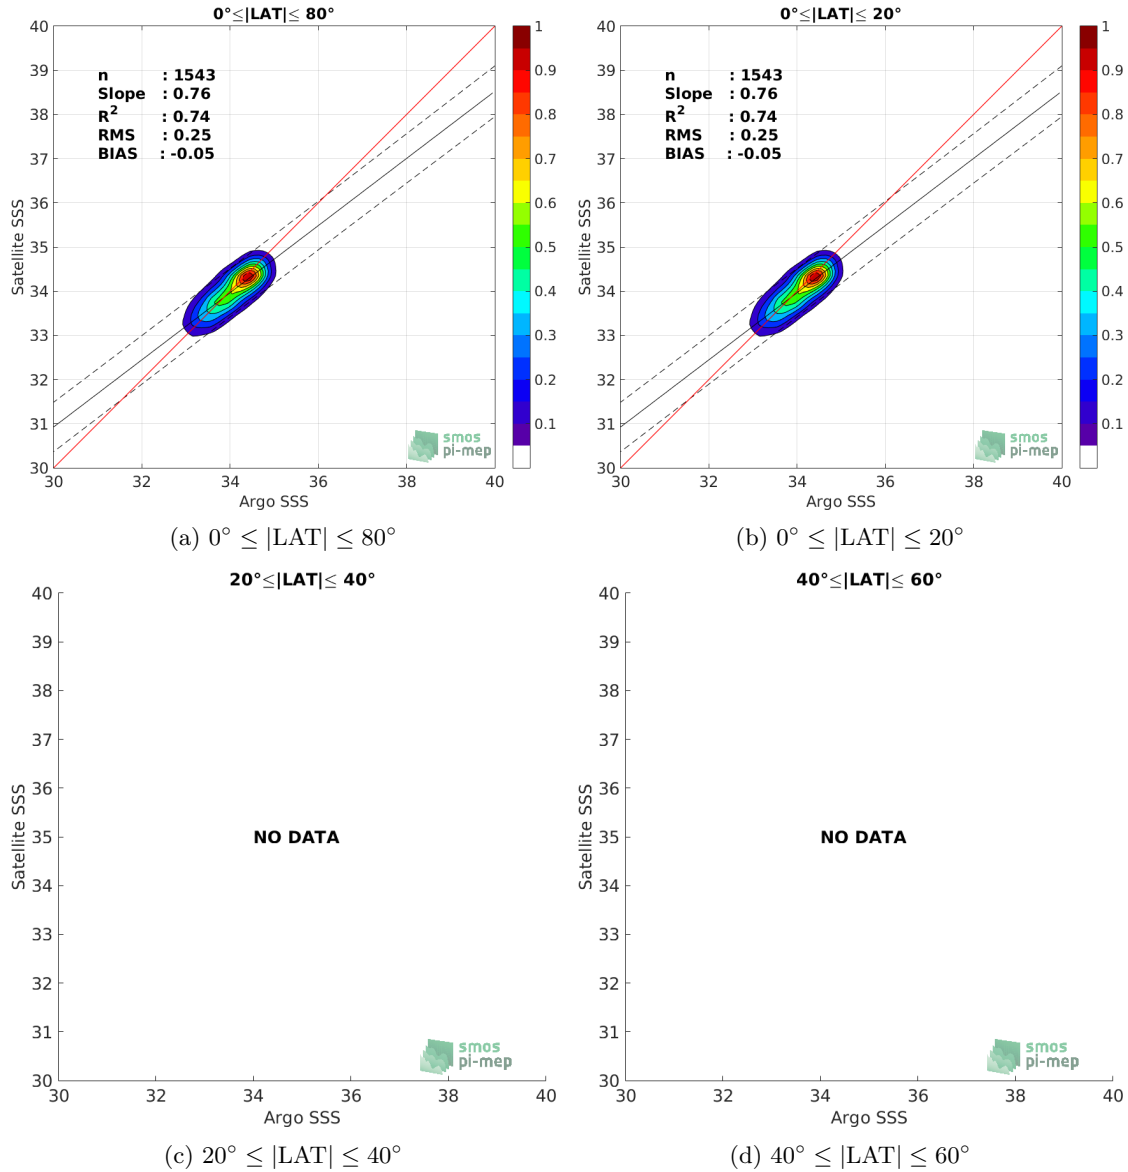 0°≤|LAT|≤ 80°
40
39
38
37
36
35
34
33
32
31
30
Satellite SSS
n : 1543
Slope : 0.76
R² : 0.74
RMS : 0.25
BIAS : -0.05
smos
pi-mep
30 32 34 36 38 40
Argo SSS
1
0.9
0.8
0.7
0.6
0.5
0.4
0.3
0.2
0.1
(a) 0° ≤ |LAT| ≤ 80°
0°≤|LAT|≤ 20°
40
39
38
37
36
35
34
33
32
31
30
Satellite SSS
n : 1543
Slope : 0.76
R² : 0.74
RMS : 0.25
BIAS : -0.05
smos
pi-mep
30 32 34 36 38 40
Argo SSS
1
0.9
0.8
0.7
0.6
0.5
0.4
0.3
0.2
0.1
(b) 0° ≤ |LAT| ≤ 20°
20°≤|LAT|≤ 40°
40
39
38
37
36
35
34
33
32
31
30
Satellite SSS
NO DATA
smos
pi-mep
30 32 34 36 38 40
Argo SSS
(c) 20° ≤ |LAT| ≤ 40°
40°≤|LAT|≤ 60°
40
39
38
37
36
35
34
33
32
31
30
Satellite SSS
NO DATA
smos
pi-mep
30 32 34 36 38 40
Argo SSS
(d) 40° ≤ |LAT| ≤ 60°